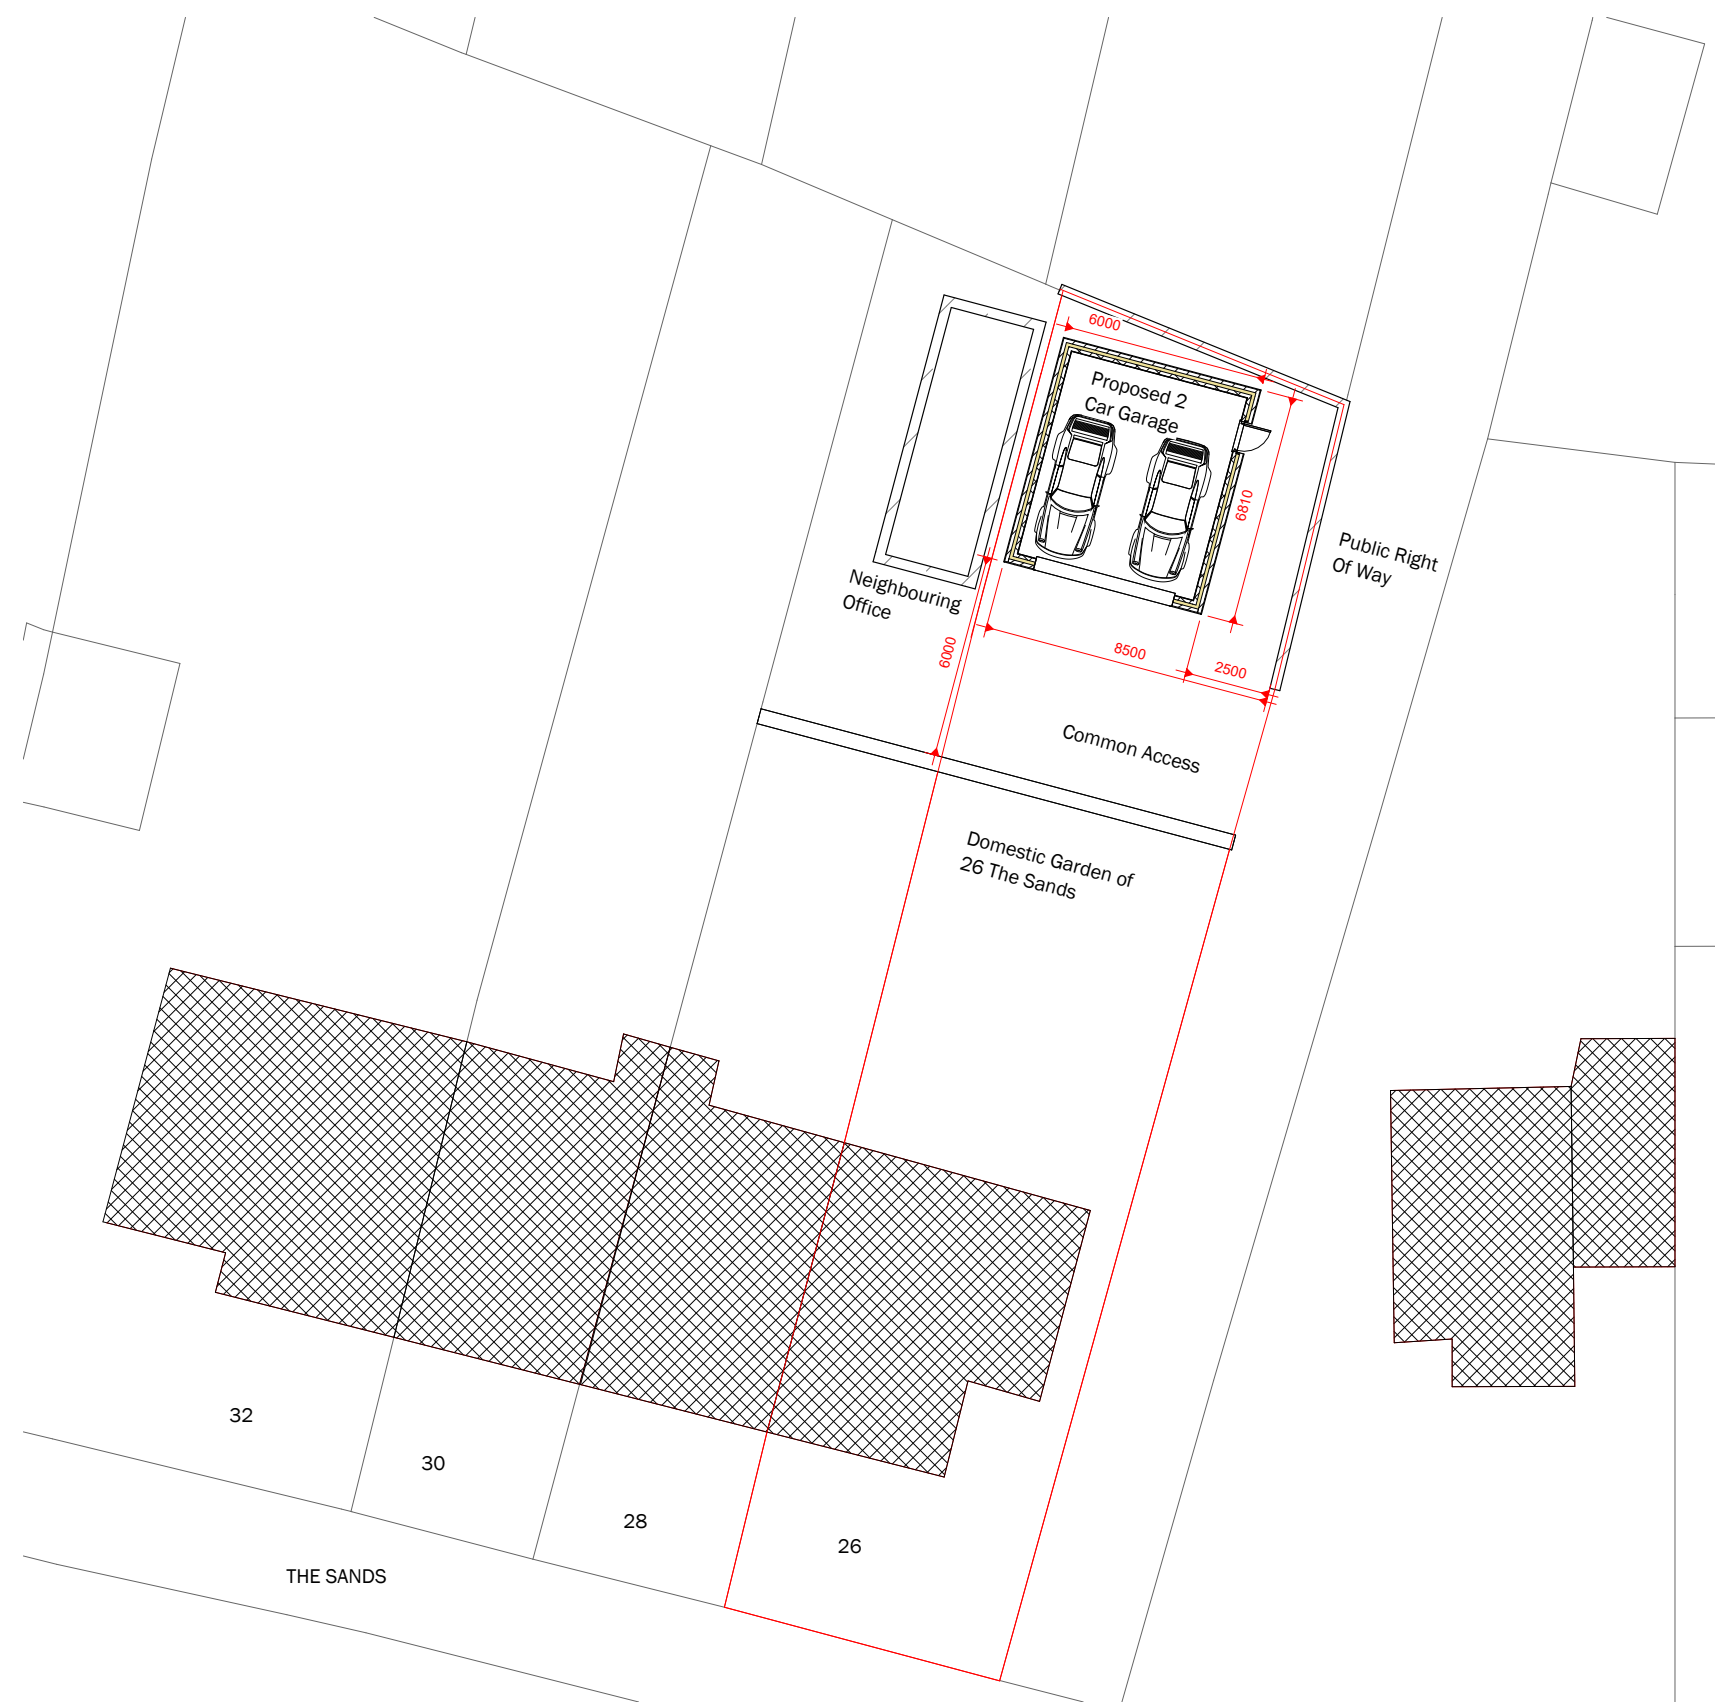 6000
Proposed 2
Car Garage
6810
Public Right
Of Way
Neighbouring
Office
6000
8500
2500
Common Access
Domestic Garden of
26 The Sands
32
30
28
26
THE SANDS